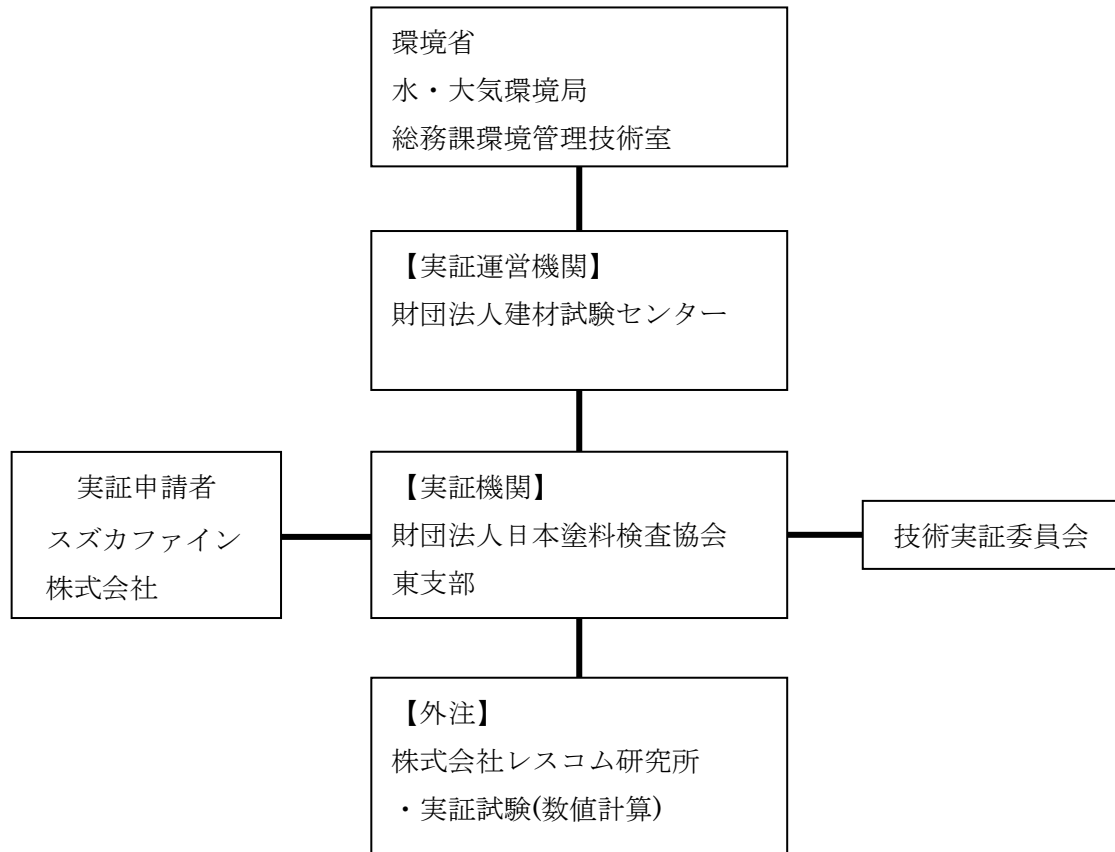 環境省
水・大気環境局
総務課環境管理技術室
【実証運営機関】
財団法人建材試験センター
実証申請者
スズカファイン
株式会社
【実証機関】
財団法人日本塗料検査協会
東支部
技術実証委員会
【外注】
株式会社レスコム研究所
・実証試験(数値計算)